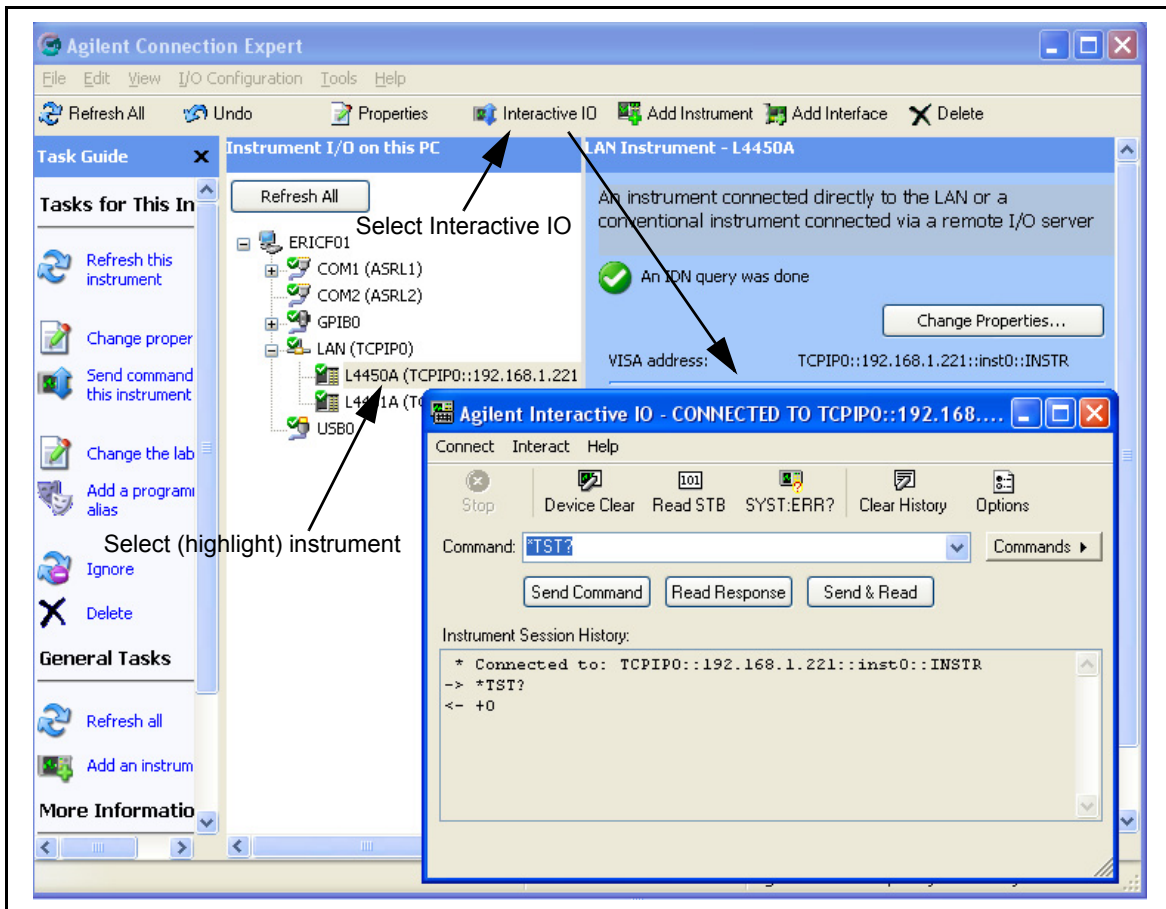 Agilent Connection Expert
File Edit View I/O Configuration Tools Help
Refresh All Undo Properties Interactive IO Add Instrument Add Interface Delete
Task Guide
Tasks for This In
Refresh this
instrument
Change proper
Send command
this instrument
Change the lab
Add a program
alias
Ignore
Delete
General Tasks
Refresh all
Add an instrum
More Informatio
Instrument I/O on this PC
Refresh All
Select Interactive IO
ERICF01
COM1 (ASRL1)
COM2 (ASRL2)
GPIB0
LAN (TCPIP0)
L4450A (TCPIP0::192.168.1.221
USB0
Select (highlight) instrument
LAN Instrument - L4450A
An instrument connected directly to the LAN or a
conventional instrument connected via a remote I/O server
An IDN query was done
Change Properties...
VISA address: TCPIP0::192.168.1.221::inst0::INSTR
Agilent Interactive IO - CONNECTED TO TCPIP0::192.168....
Connect Interact Help
Stop Device Clear Read STB SYST:ERR? Clear History Options
Command: *TST? Commands
Send Command Read Response Send & Read
Instrument Session History:
* Connected to: TCPIP0::192.168.1.221::inst0::INSTR
-> *TST?
<- +0